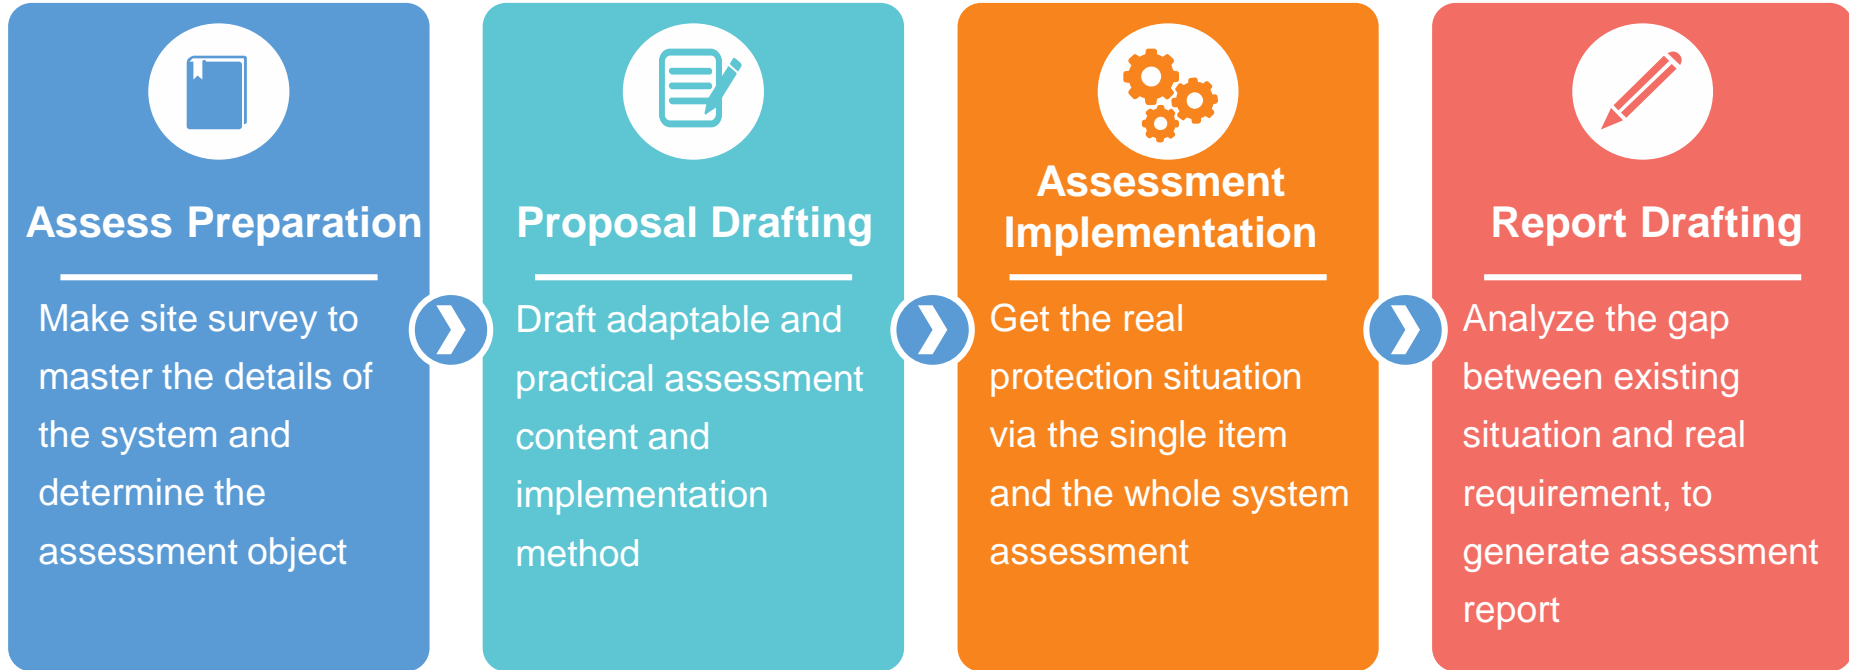 Assess Preparation
Make site survey to
master the details of
the system and
determine the
assessment object
Proposal Drafting
Draft adaptable and
practical assessment
content and
implementation
method
Assessment
Implementation
Get the real
protection situation
via the single item
and the whole system
assessment
Report Drafting
Analyze the gap
between existing
situation and real
requirement, to
generate assessment
report